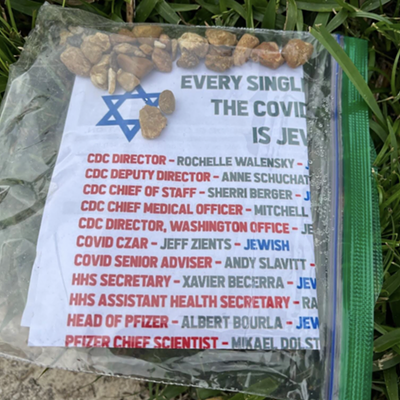 EVERY SINGL
THE COVID
IS JEW
CDC DIRECTOR – ROCHELLE WALENSKY –
CDC DEPUTY DIRECTOR – ANNE SCHUCHAT
CDC CHIEF OF STAFF – SHERRI BERGER – JE
CDC CHIEF MEDICAL OFFICER – MITCHELL
CDC DIRECTOR, WASHINGTON OFFICE – JE
COVID CZAR – JEFF ZIENTS – JEWISH
COVID SENIOR ADVISER – ANDY SLAVITT –
HHS SECRETARY – XAVIER BECERRA – JEW
HHS ASSISTANT HEALTH SECRETARY – RA
HEAD OF PFIZER – ALBERT BOURLA – JEW
PFIZER CHIEF SCIENTIST – MIKAEL DOLST